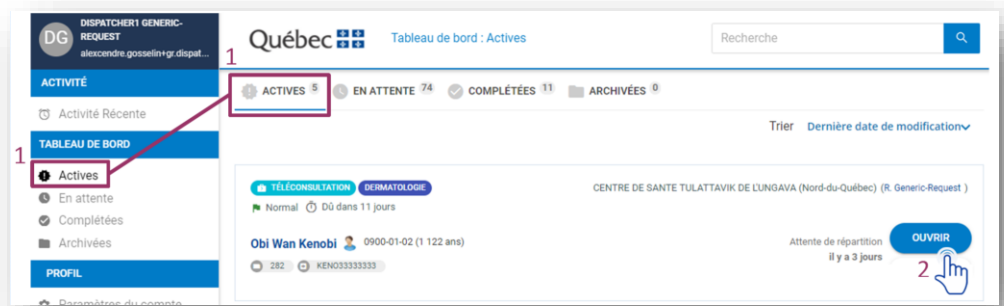 DISPATCHER1 GENERIC-
REQUEST
DG
alexcendre.gosselin+gr.dispat...
ACTIVITÉ
Activité Récente
TABLEAU DE BORD
1
Actives
En attente
Complétées
Archivées
PROFIL
Paramètres du compte
Québec
Tableau de bord : Actives
Recherche
1
ACTIVES 5 EN ATTENTE 74 COMPLÉTÉES 11 ARCHIVÉES 0
Trier Dernière date de modification
TÉLÉCONSULTATION DERMATOLOGIE
CENTRE DE SANTE TULATTAVIK DE L'UNGAVA (Nord-du-Québec) (R. Generic-Request )
Normal Dû dans 11 jours
Obi Wan Kenobi 0900-01-02 (1 122 ans)
282 KENO33333333
Attente de répartition
il y a 3 jours
OUVRIR
2